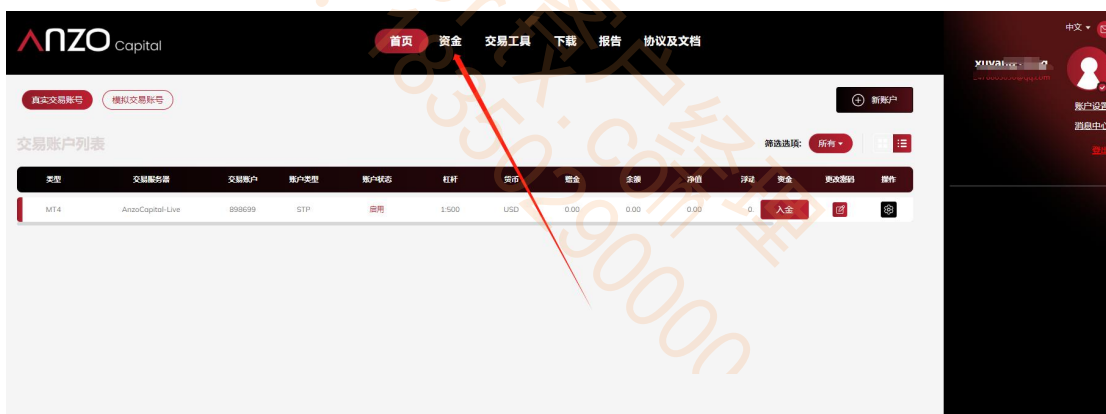 ANZO Capital
首页 资金 交易工具 下载 报告 协议及文档
中文
真实交易账号 模拟交易账号
新账户
账户设置
消息中心
登出
交易账户列表
筛选选项: 所有
类型 交易服务器 交易账户 账户类型 账户状态 杠杆 货币 赠金 余额 净值 浮动 资金 更改密码 操作
MT4 AnzoCapital-Live 898699 STP 启用 1:500 USD 0.00 0.00 0.00 0. 入金